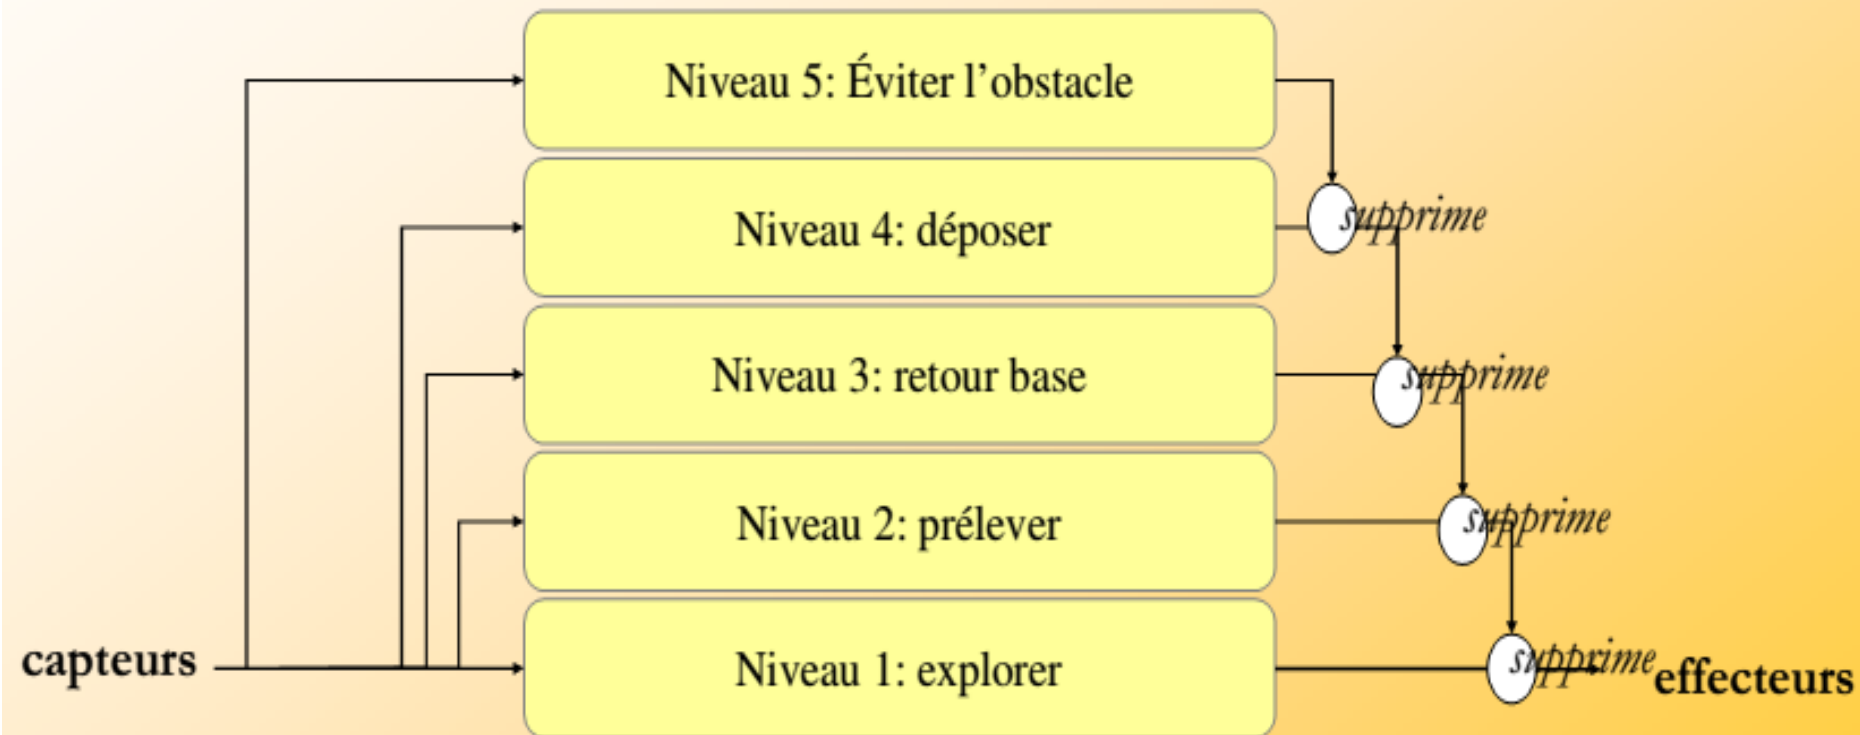 Niveau 5: Éviter l’obstacle
Niveau 4: déposer
supprime
Niveau 3: retour base
supprime
Niveau 2: prélever
supprime
capteurs
Niveau 1: explorer
supprime
effecteurs